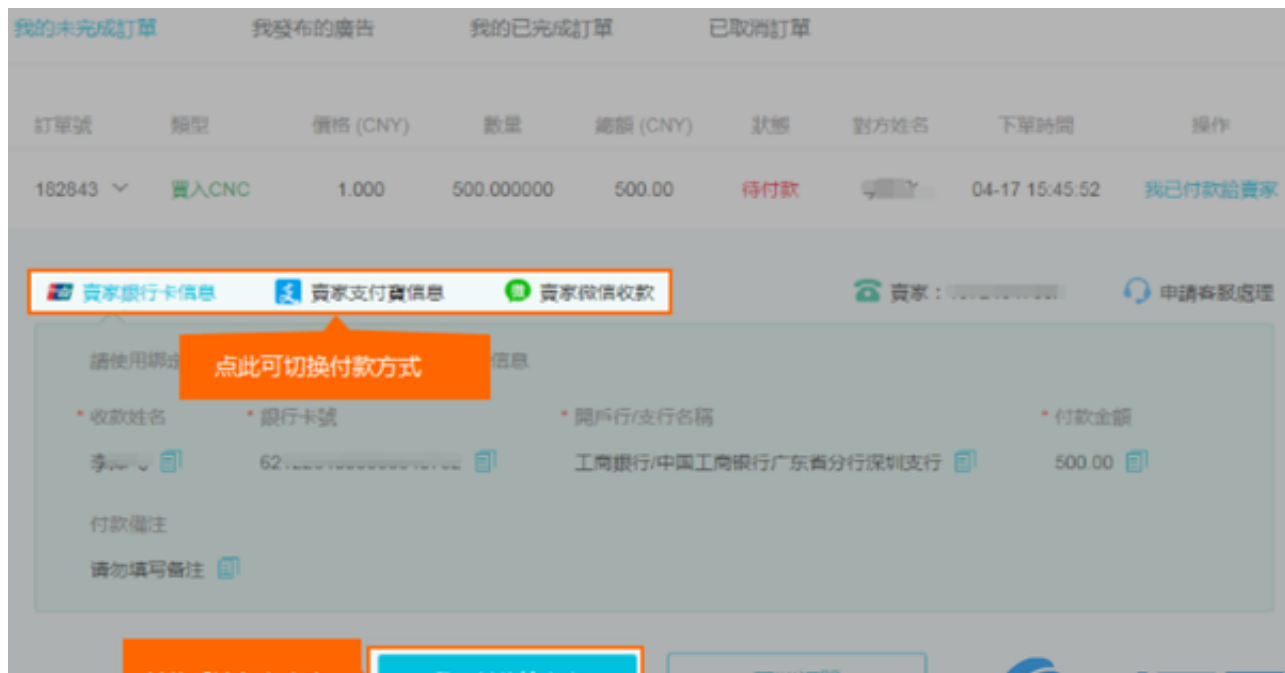 我的未完成訂單 我發布的廣告 我的已完成訂單 已取消訂單
訂單號 類型 價格 (CNY) 數量 總額 (CNY) 狀態 對方姓名 下單時間 操作
182843 買入CNC 1.000 500.000000 500.00 待付款 04-17 15:45:52 我已付款給賣家
賣家銀行卡信息 賣家支付寶信息 賣家微信收款 賣家: 申請客服處理
請使用綁定 信息
点此可切换付款方式
* 收款姓名 * 銀行卡號 * 開戶行/支行名稱 * 付款金額
李 62 工商銀行/中国工商银行广东省分行深圳支行 500.00
付款備注
请勿填写备注